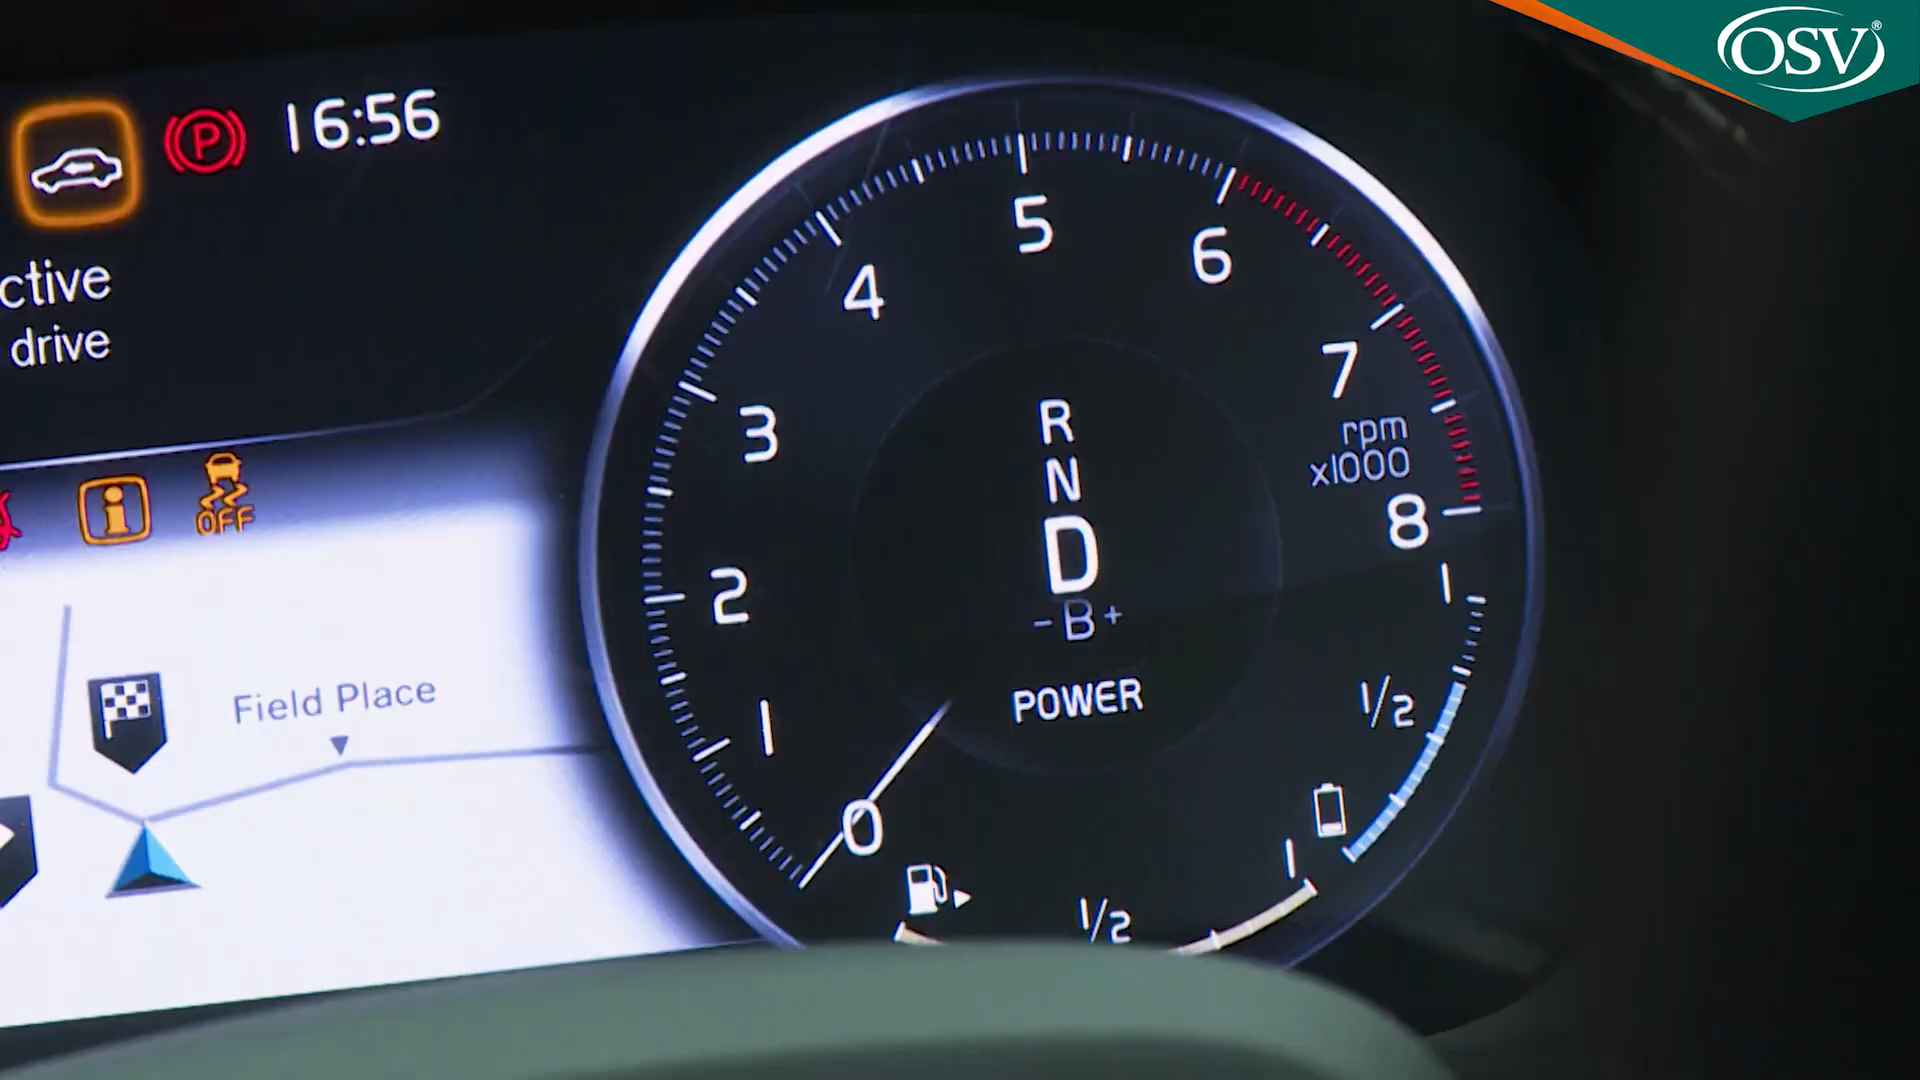 OSV®
P
16:56
ctive
drive
i
OFF
Field Place
0
1
2
3
4
5
6
7
8
rpm
x1000
R
N
D
-B+
POWER
1
1/2
1
1/2